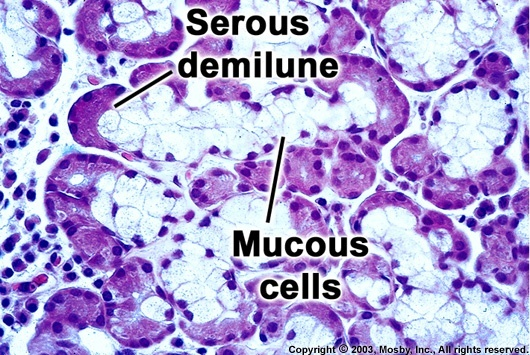 Serous
demilune
Mucous
cells
Copyright © 2003, Mosby, Inc., All rights reserved.